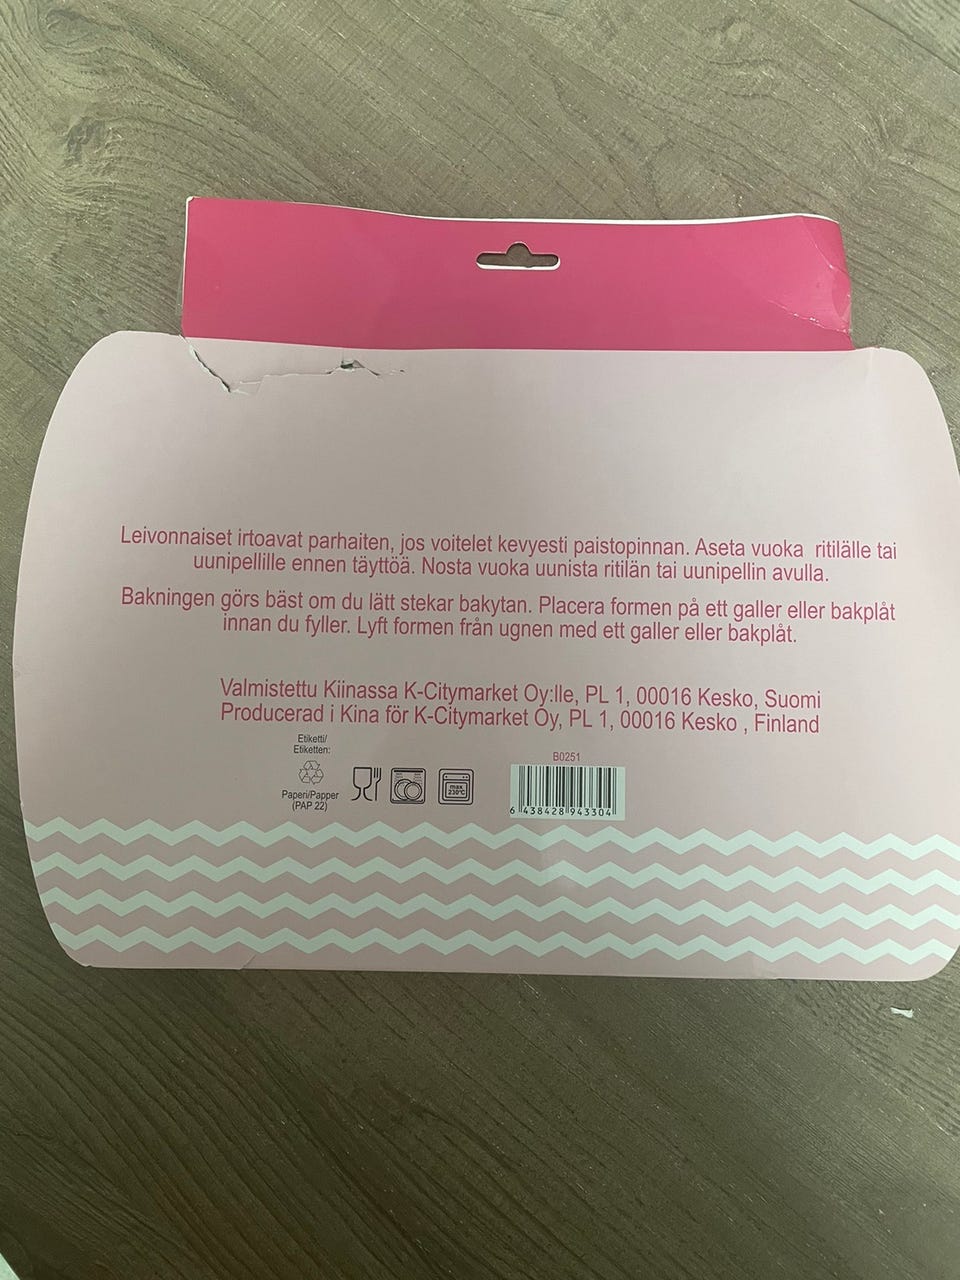 Leivonnaiset irtoavat parhaiten, jos voitelet kevyesti paistopinnan. Aseta vuoka ritilälle tai
uunipellille ennen täyttöä. Nosta vuoka uunista ritilän tai uunipellin avulla.
Bakningen görs bäst om du lätt stekar bakytan. Placera formen på ett galler eller bakplåt
innan du fyller. Lyft formen från ugnen med ett galler eller bakplåt.
Valmistettu Kiinassa K-Citymarket Oy:lle, PL 1, 00016 Kesko, Suomi
Producerad i Kina för K-Citymarket Oy, PL 1, 00016 Kesko , Finland
Etiketti/
Etiketten:
Paperi/Papper
(PAP 22)
max
230°C
B0251
6 438428 943304